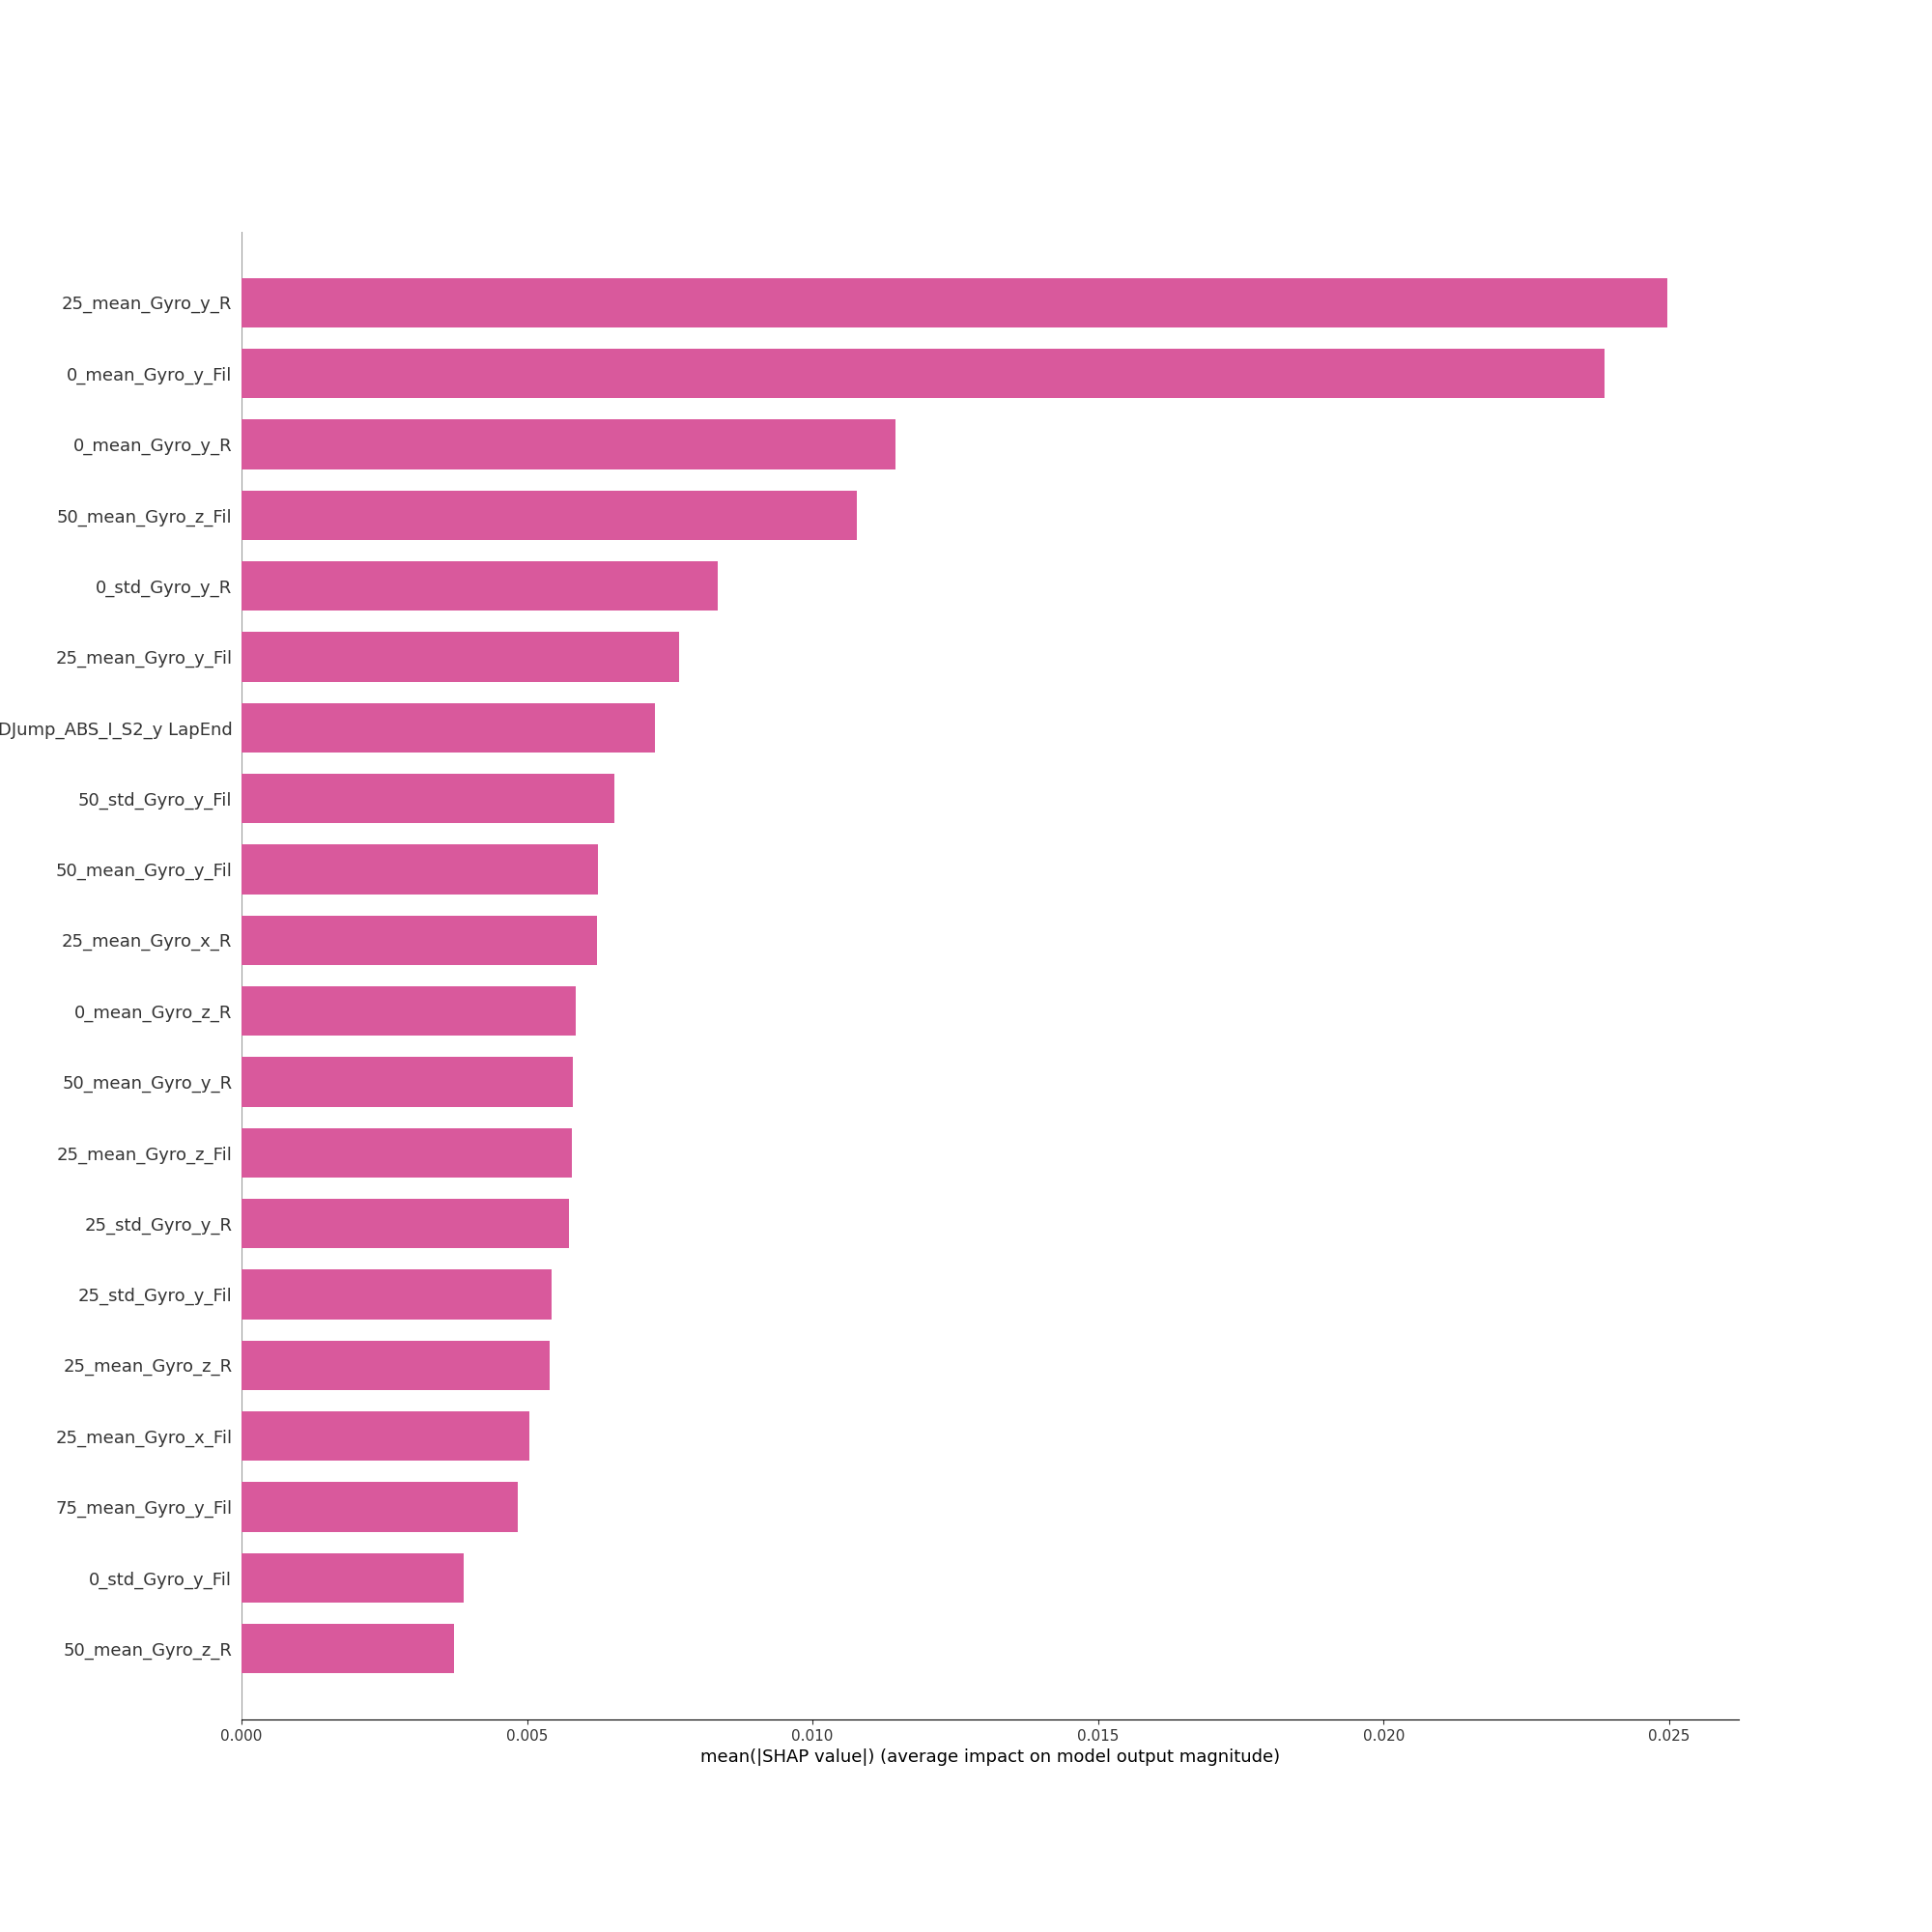 25_mean_Gyro_y_R
0_mean_Gyro_y_Fil
0_mean_Gyro_y_R
50_mean_Gyro_z_Fil
0_std_Gyro_y_R
25_mean_Gyro_y_Fil
DJump_ABS_I_S2_y LapEnd
50_std_Gyro_y_Fil
50_mean_Gyro_y_Fil
25_mean_Gyro_x_R
0_mean_Gyro_z_R
50_mean_Gyro_y_R
25_mean_Gyro_z_Fil
25_std_Gyro_y_R
25_std_Gyro_y_Fil
25_mean_Gyro_z_R
25_mean_Gyro_x_Fil
75_mean_Gyro_y_Fil
0_std_Gyro_y_Fil
50_mean_Gyro_z_R
0.000 0.005 0.010 0.015 0.020 0.025
mean(|SHAP value|) (average impact on model output magnitude)